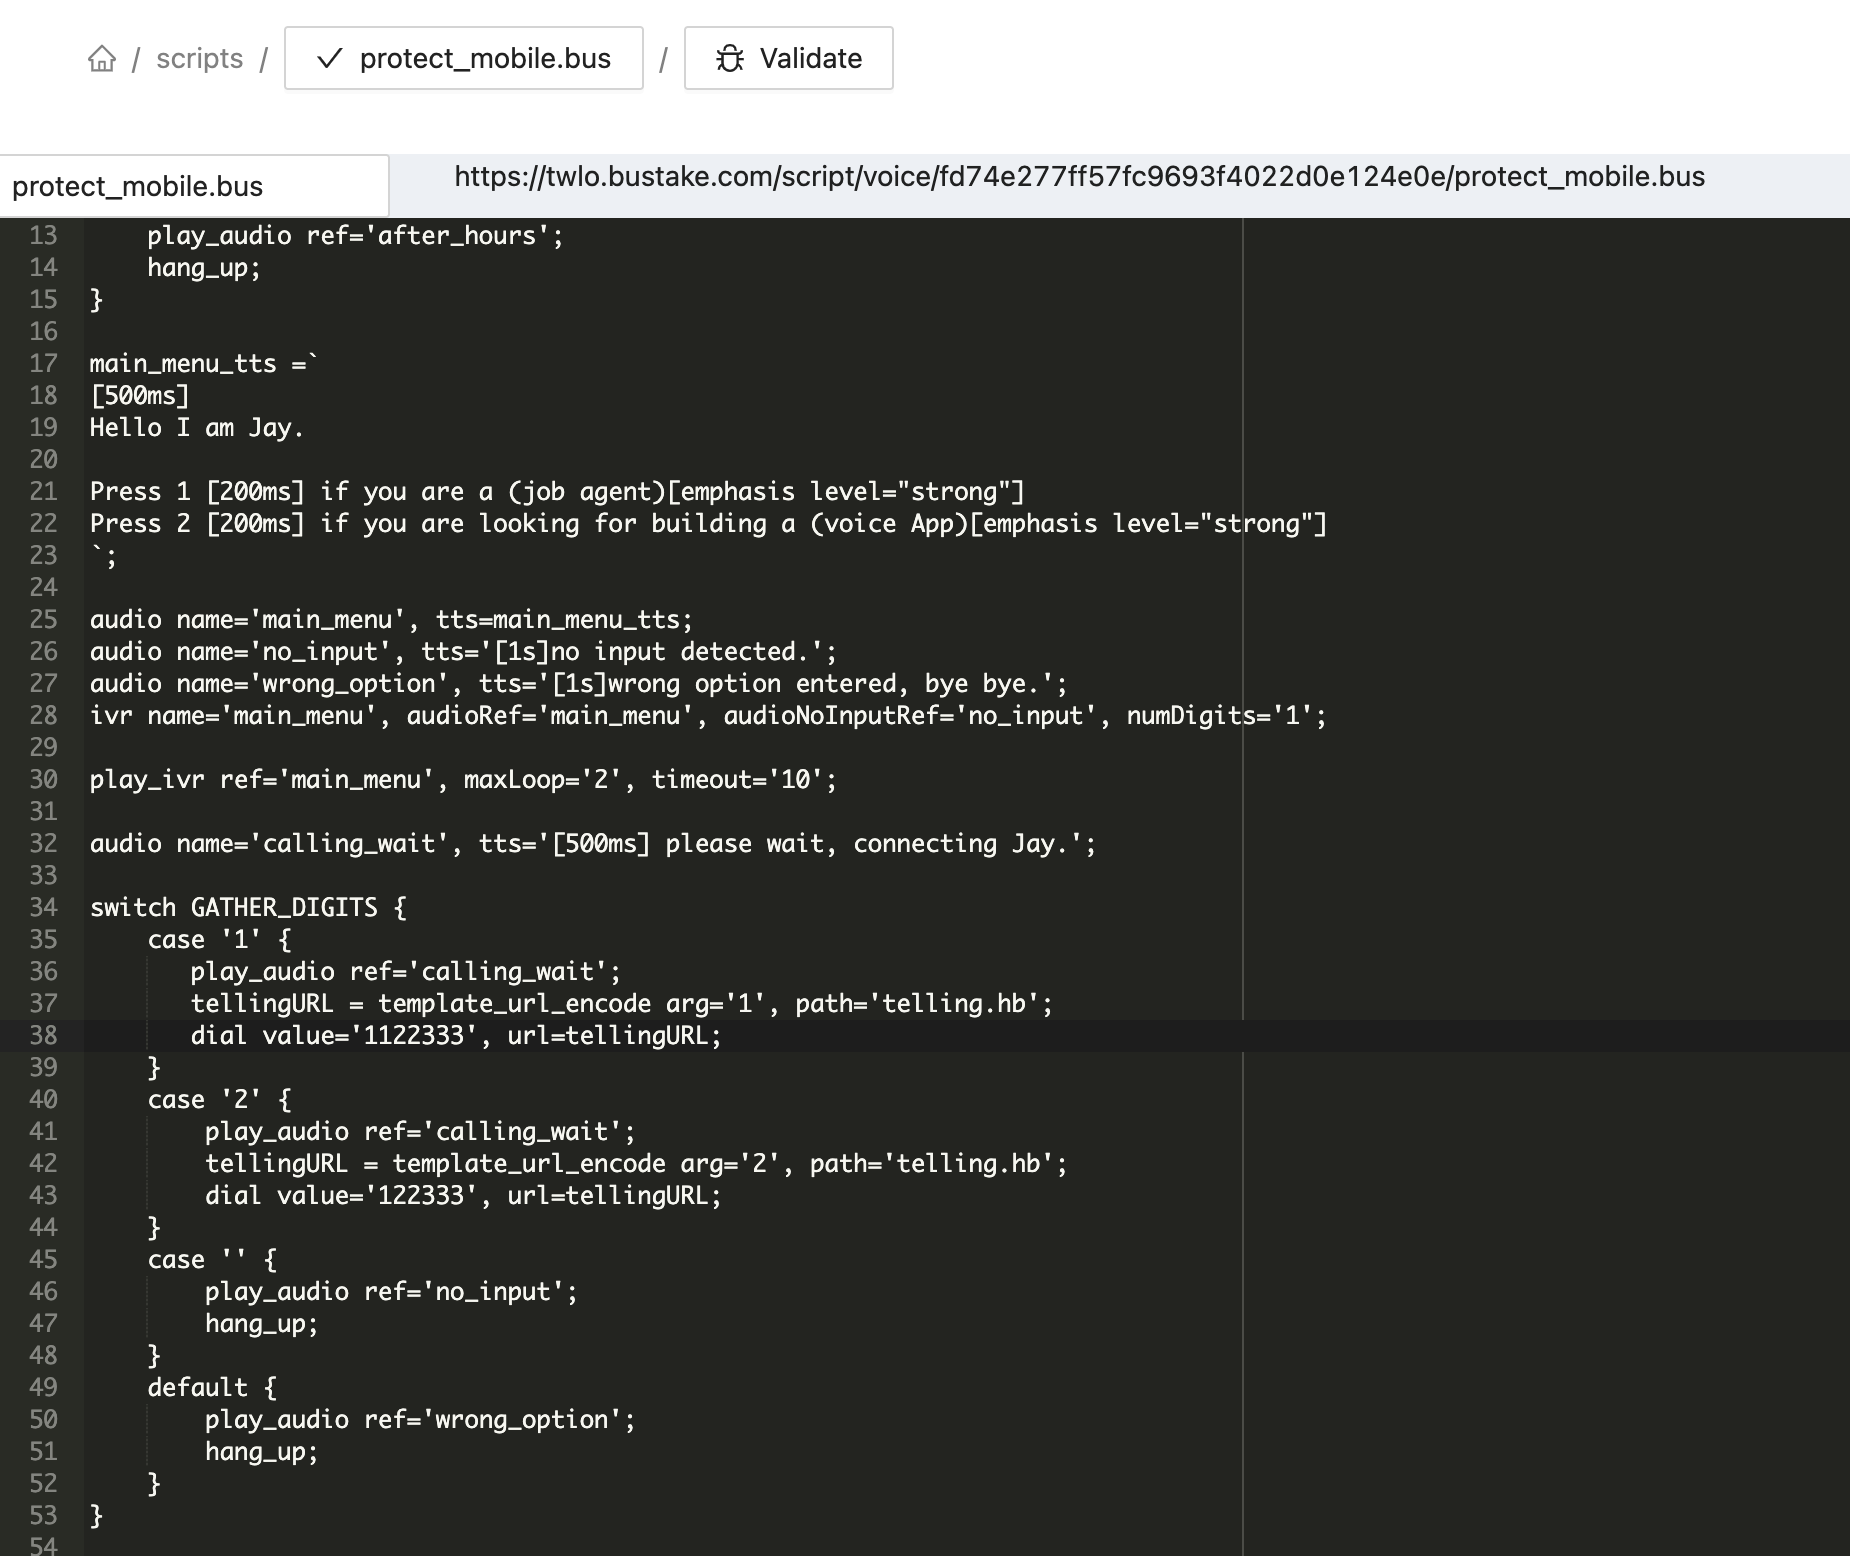 / scripts / protect_mobile.bus / Validate
protect_mobile.bus https://twlo.bustake.com/script/voice/fd74e277ff57fc9693f4022d0e124e0e/protect_mobile.bus
13 play_audio ref='after_hours';
14 hang_up;
15 }
16
17 main_menu_tts =`
18 [500ms]
19 Hello I am Jay.
20
21 Press 1 [200ms] if you are a (job agent)[emphasis level="strong"]
22 Press 2 [200ms] if you are looking for building a (voice App)[emphasis level="strong"]
23 `;
24
25 audio name='main_menu', tts=main_menu_tts;
26 audio name='no_input', tts='[1s]no input detected.';
27 audio name='wrong_option', tts='[1s]wrong option entered, bye bye.';
28 ivr name='main_menu', audioRef='main_menu', audioNoInputRef='no_input', numDigits='1';
29
30 play_ivr ref='main_menu', maxLoop='2', timeout='10';
31
32 audio name='calling_wait', tts='[500ms] please wait, connecting Jay.';
33
34 switch GATHER_DIGITS {
35 case '1' {
36 play_audio ref='calling_wait';
37 tellingURL = template_url_encode arg='1', path='telling.hb';
38 dial value='1122333', url=tellingURL;
39 }
40 case '2' {
41 play_audio ref='calling_wait';
42 tellingURL = template_url_encode arg='2', path='telling.hb';
43 dial value='122333', url=tellingURL;
44 }
45 case '' {
46 play_audio ref='no_input';
47 hang_up;
48 }
49 default {
50 play_audio ref='wrong_option';
51 hang_up;
52 }
53 }
54